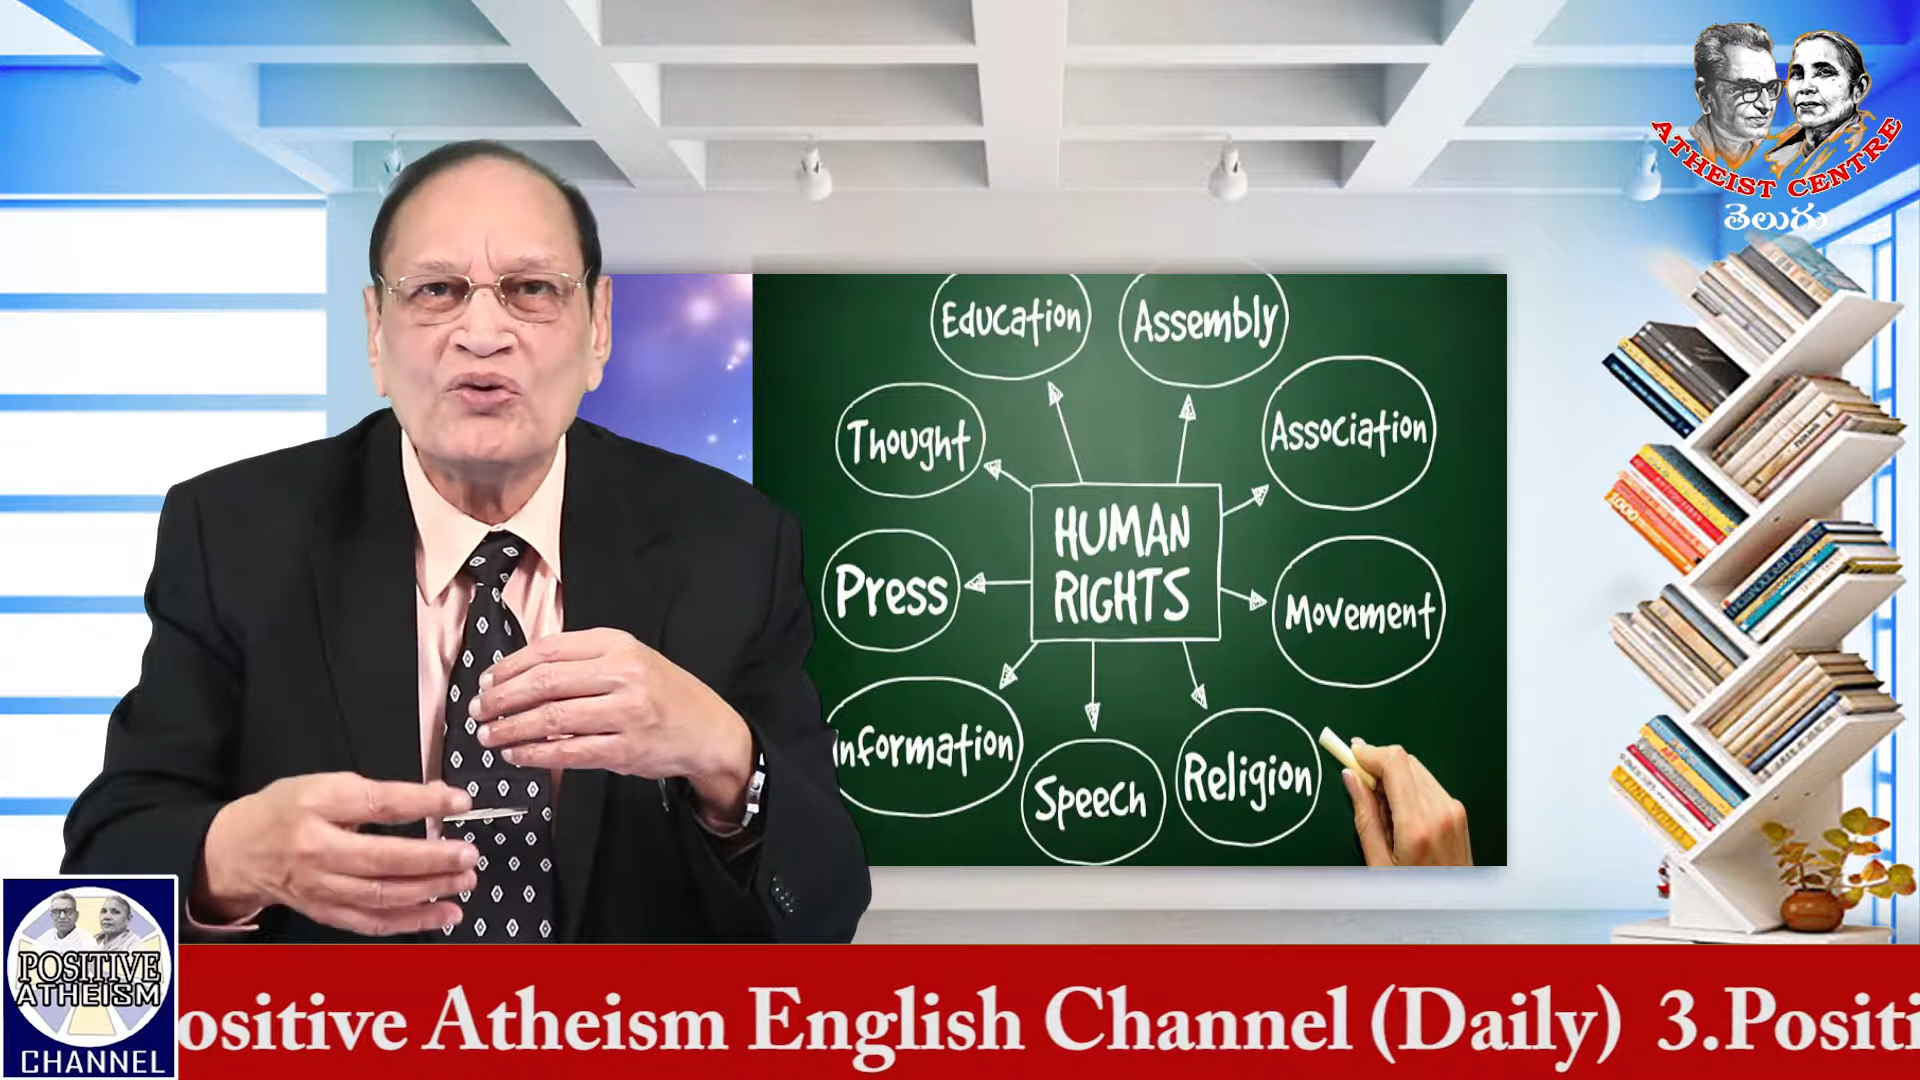 ATHEIST CENTRE
తెలుగు
Education
Assembly
Thought
Association
HUMAN
RIGHTS
Press
Movement
Information
Speech
Religion
POSITIVE
ATHEISM
CHANNEL
ositive Atheism English Channel (Daily) 3.Positi